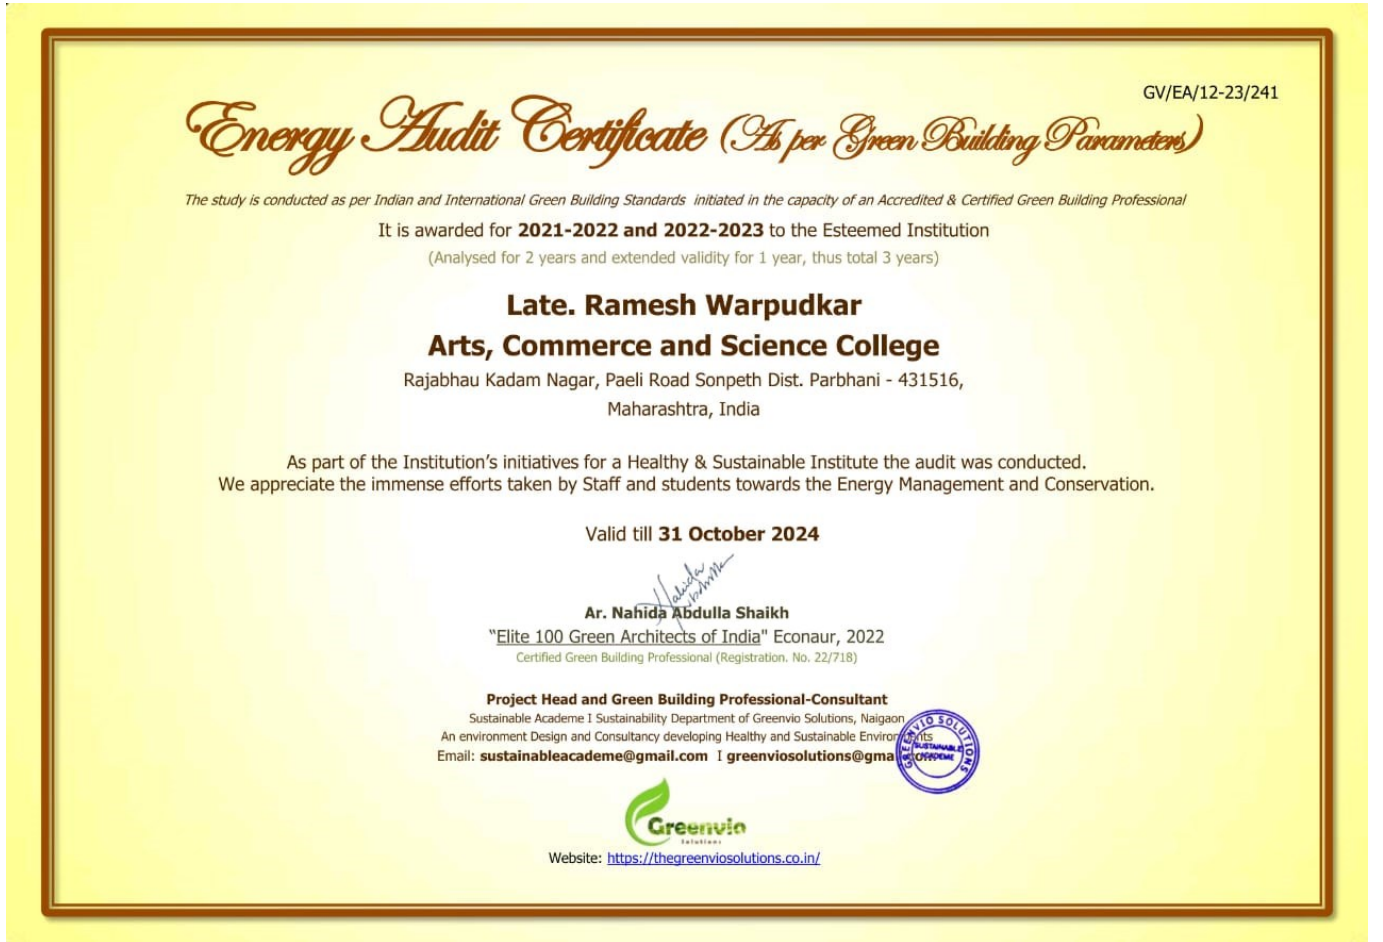 GV/EA/12-23/241
Energy Audit Certificate (As per Green Building Parameters)
The study is conducted as per Indian and International Green Building Standards initiated in the capacity of an Accredited & Certified Green Building Professional
It is awarded for 2021-2022 and 2022-2023 to the Esteemed Institution
(Analysed for 2 years and extended validity for 1 year, thus total 3 years)
Late. Ramesh Warpudkar
Arts, Commerce and Science College
Rajabhau Kadam Nagar, Paeli Road Sonpeth Dist. Parbhani - 431516,
Maharashtra, India
As part of the Institution’s initiatives for a Healthy & Sustainable Institute the audit was conducted.
We appreciate the immense efforts taken by Staff and students towards the Energy Management and Conservation.
Valid till 31 October 2024
Nahida
Ar. Nahida Abdulla Shaikh
"Elite 100 Green Architects of India" Econaur, 2022
Certified Green Building Professional (Registration. No. 22/718)
Project Head and Green Building Professional-Consultant
Sustainable Academe I Sustainability Department of Greenvio Solutions, Naigaon
An environment Design and Consultancy developing Healthy and Sustainable Environments
Email: sustainableacademe@gmail.com I greenviosolutions@gmail.com
GREENVIO SOLUTIONS
SUSTAINABLE
ACADEME
Greenvio
Solutions
Website: https://thegreenviosolutions.co.in/